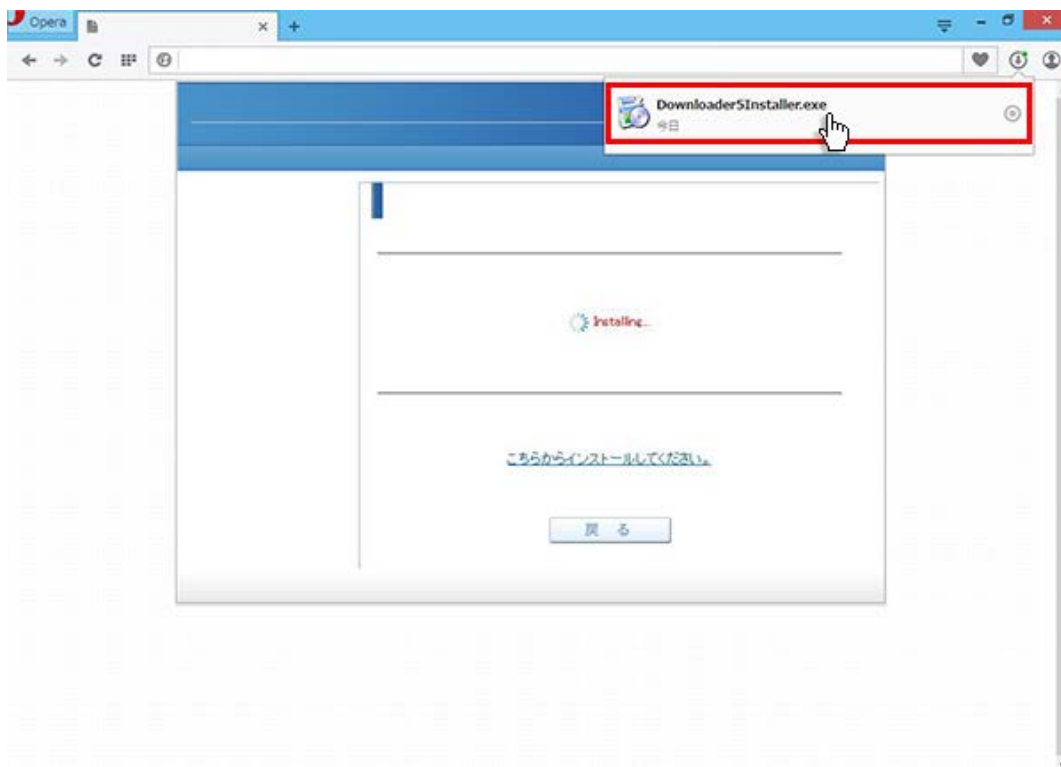 Opera
Downloader5Installer.exe
今日
Installing...
こちらからインストールしてください。
戻 る